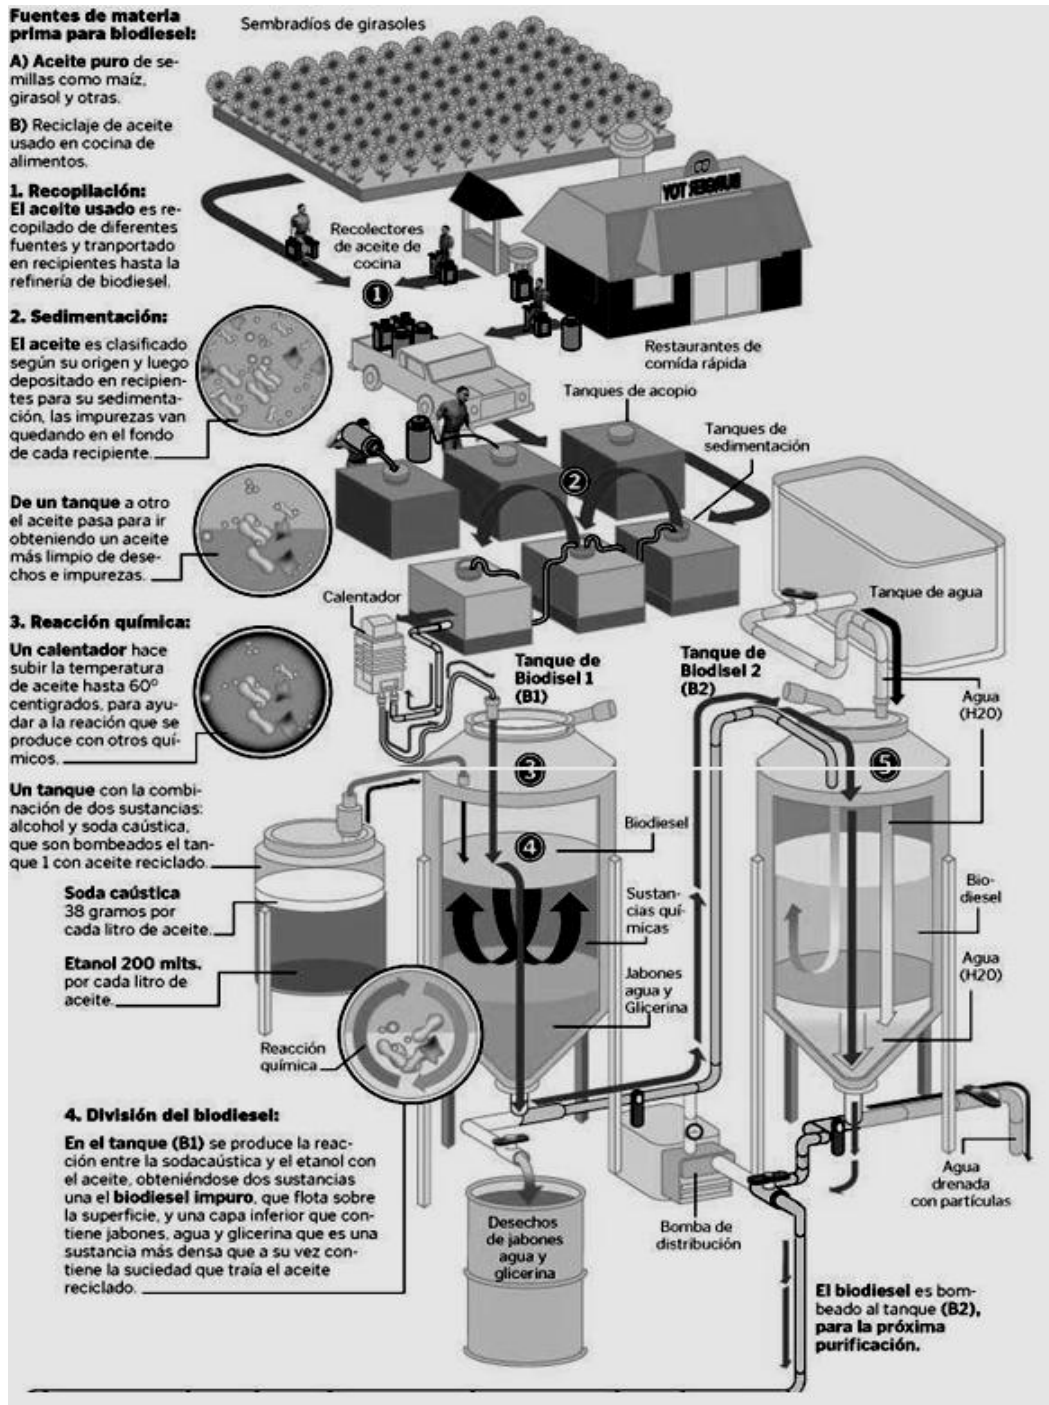 Fuentes de materia
prima para biodiesel:
A) Aceite puro de se-
millas como maíz,
girasol y otras.
B) Reciclaje de aceite
usado en cocina de
alimentos.
1. Recopilación:
El aceite usado es re-
copilado de diferentes
fuentes y tranportado
en recipientes hasta la
refinería de biodiesel.
2. Sedimentación:
El aceite es clasificado
según su origen y luego
depositado en recipien-
tes para su sedimenta-
ción, las impurezas van
quedando en el fondo
de cada recipiente.
De un tanque a otro
el aceite pasa para ir
obteniendo un aceite
más limpio de dese-
chos e impurezas.
3. Reacción química:
Un calentador hace
subir la temperatura
de aceite hasta 60º
centigrados, para ayu-
dar a la reación que se
produce con otros quí-
micos.
Un tanque con la combi-
nación de dos sustancias:
alcohol y soda caústica,
que son bombeados el tan-
que 1 con aceite reciclado.
Soda caústica
38 gramos por
cada litro de aceite.
Etanol 200 mlts.
por cada litro de
aceite.
Reacción
química
4. División del biodiesel:
En el tanque (B1) se produce la reac-
ción entre la sodacaústica y el etanol con
el aceite, obteniéndose dos sustancias
una el biodiesel impuro, que flota sobre
la superficie, y una capa inferior que con-
tiene jabones, agua y glicerina que es una
sustancia más densa que a su vez con-
tiene la suciedad que traía el aceite
reciclado.
Sembradíos de girasoles
BURGER TOY
Recolectores
de aceite de
cocina
1
Restaurantes de
comída rápida
Tanques de acopio
Tanques de
sedimentación
2
Calentador
Tanque de agua
Tanque de
Biodisel 1
(B1)
Tanque de
Biodisel 2
(B2)
Agua
(H2O)
3
5
4
Biodiesel
Sustan-
cias quí-
micas
Jabones
agua y
Glicerina
Bio-
diesel
Agua
(H2O)
Desechos
de jabones
agua y
glicerina
Bomba de
distribución
Agua
drenada
con partículas
El biodiesel es bom-
beado al tanque (B2),
para la próxima
purificación.